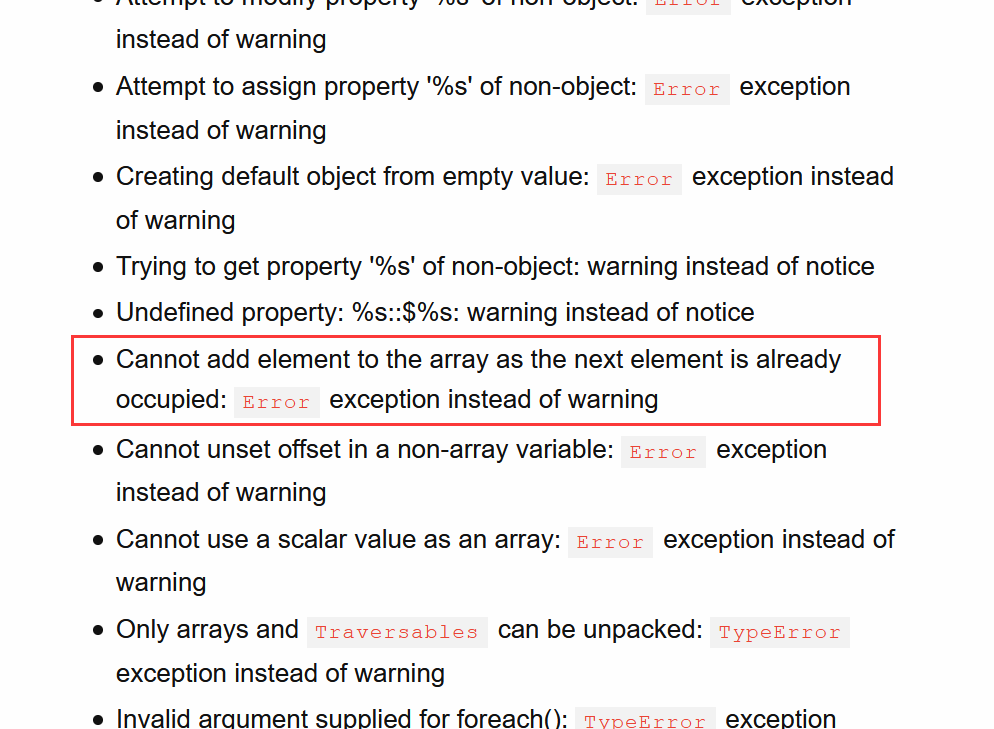 Attempt to modify property '%s' of non-object: Error exception
instead of warning
Attempt to assign property '%s' of non-object: Error exception
instead of warning
Creating default object from empty value: Error exception instead
of warning
Trying to get property '%s' of non-object: warning instead of notice
Undefined property: %s::$%s: warning instead of notice
Cannot add element to the array as the next element is already
occupied: Error exception instead of warning
Cannot unset offset in a non-array variable: Error exception
instead of warning
Cannot use a scalar value as an array: Error exception instead of
warning
Only arrays and Traversables can be unpacked: TypeError
exception instead of warning
Invalid argument supplied for foreach(): TypeError exception